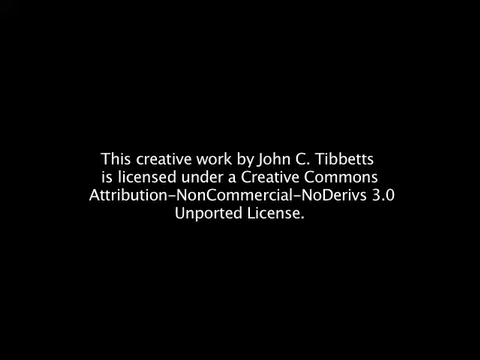 This creative work by John C. Tibbetts
is licensed under a Creative Commons
Attribution-NonCommercial-NoDerivs 3.0
Unported License.